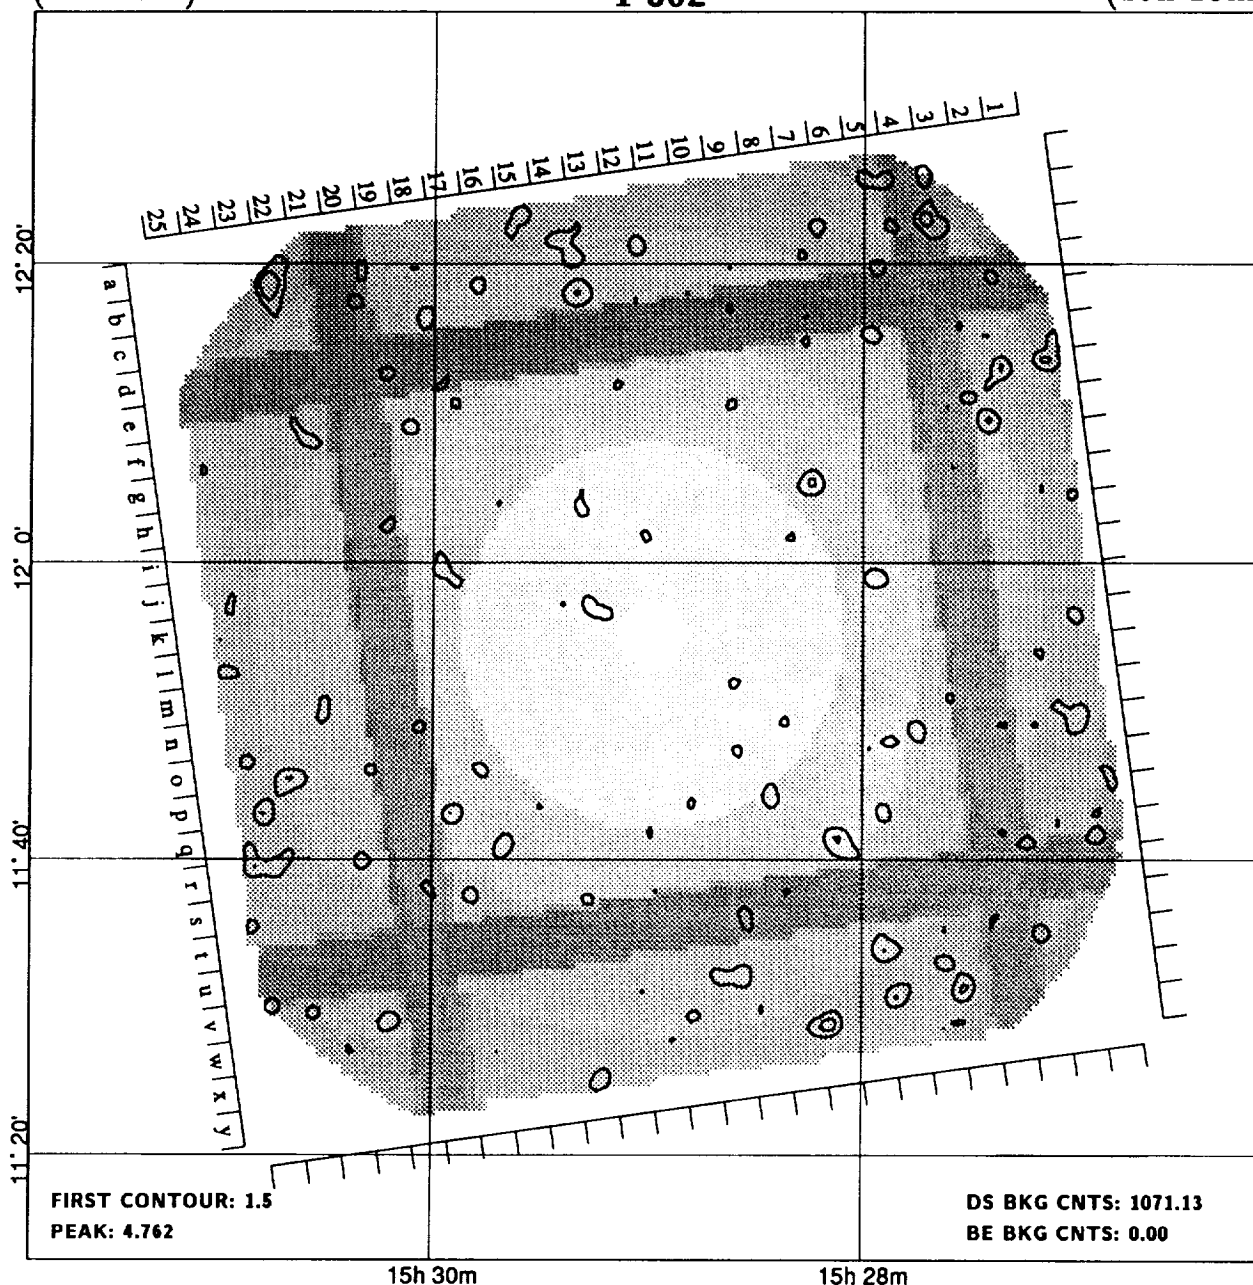 1 2 3 4 5 6 7 8 9 10 11 12 13 14 15 16 17 18 19 20 21 22 23 24 25
a b c d e f g h i j k l m n o p q r s t u v w x y
12° 20'
12° 0'
11° 40'
11° 20'
FIRST CONTOUR: 1.5
PEAK: 4.762
DS BKG CNTS: 1071.13
BE BKG CNTS: 0.00
15h 30m
15h 28m